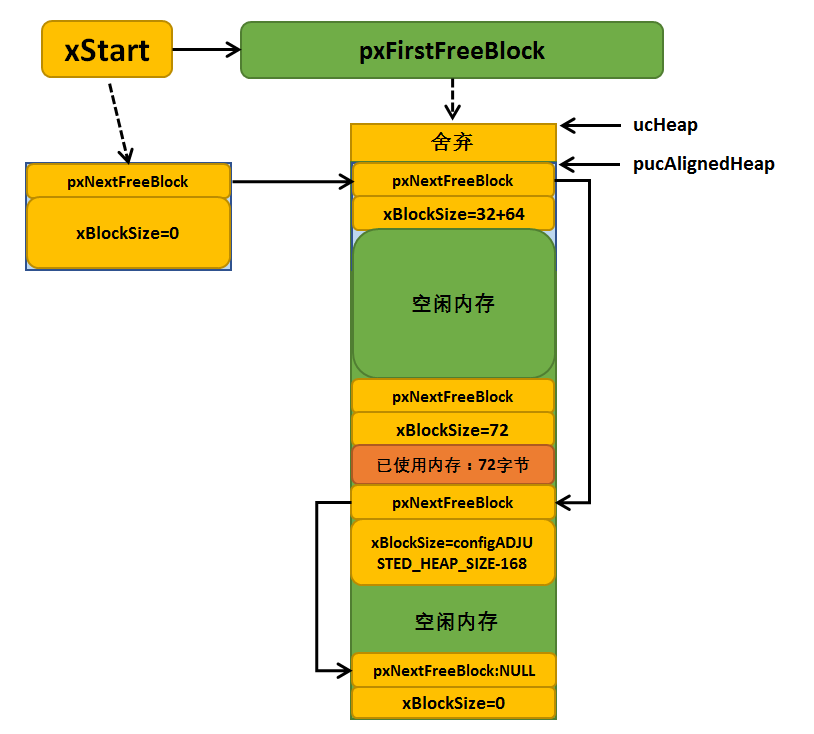 xStart
pxFirstFreeBlock
舍弃
ucHeap
pucAlignedHeap
pxNextFreeBlock
xBlockSize=0
pxNextFreeBlock
xBlockSize=32+64
空闲内存
pxNextFreeBlock
xBlockSize=72
已使用内存：72字节
pxNextFreeBlock
xBlockSize=configADJU
STED_HEAP_SIZE-168
空闲内存
pxNextFreeBlock:NULL
xBlockSize=0